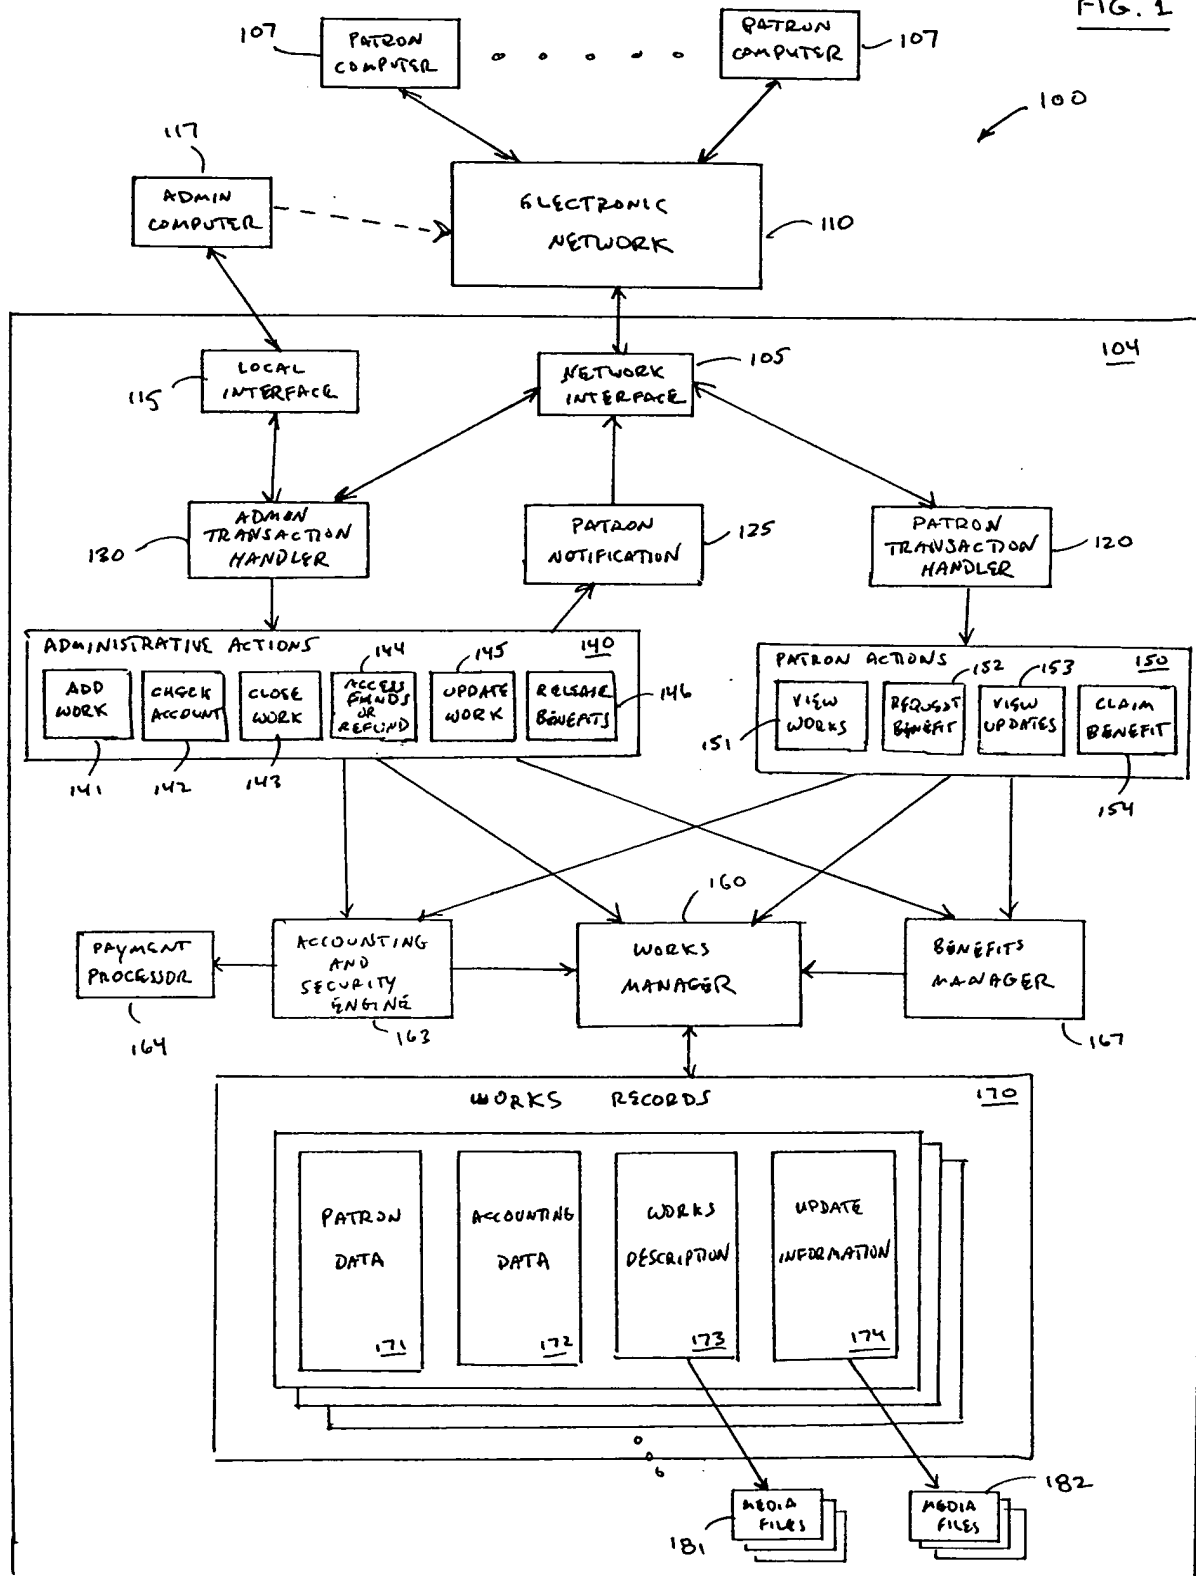 FIG. 1
107
PATRON
COMPUTER
PATRON
COMPUTER
107
100
117
ADMIN
COMPUTER
ELECTRONIC
NETWORK
110
104
LOCAL
INTERFACE
115
NETWORK
INTERFACE
105
ADMIN
TRANSACTION
HANDLER
130
PATRON
NOTIFICATION
125
PATRON
TRANSACTION
HANDLER
120
ADMINISTRATIVE ACTIONS
140
144
145
ADD
WORK
CHECK
ACCOUNT
CLOSE
WORK
ACCESS
FUNDS
OR
REFUND
UPDATE
WORK
RELEASE
BENEFITS
146
141
142
143
PATRON ACTIONS
150
152
153
VIEW
WORKS
REQUEST
BENEFIT
VIEW
UPDATES
CLAIM
BENEFIT
151
154
160
PAYMENT
PROCESSOR
164
ACCOUNTING
AND
SECURITY
ENGINE
163
WORKS
MANAGER
BENEFITS
MANAGER
167
WORKS RECORDS
170
PATRON
DATA
171
ACCOUNTING
DATA
172
WORKS
DESCRIPTION
173
UPDATE
INFORMATION
174
MEDIA
FILES
181
MEDIA
FILES
182